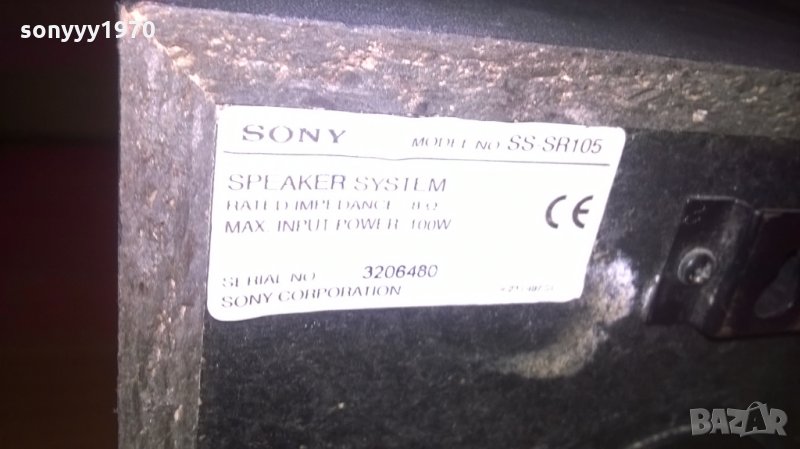 sonyyy1970
SONY MODEL NO. SS-SR105
SPEAKER SYSTEM
RATED IMPEDANCE
MAX. INPUT POWER 100W
CE
SERIAL NO. 3206480
SONY CORPORATION
BAZAR